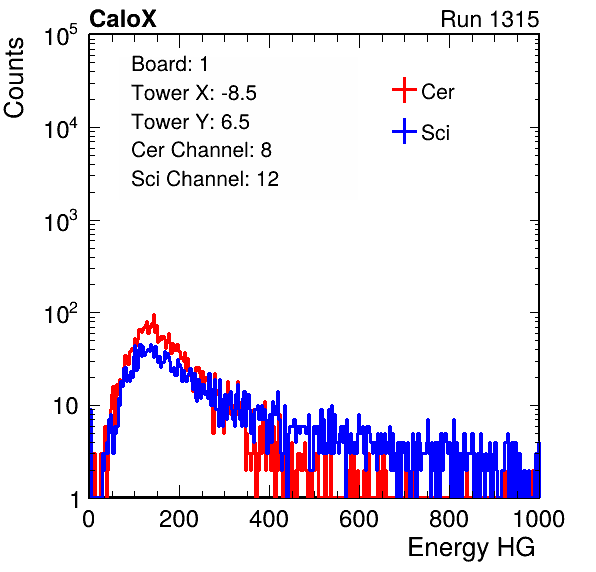 CaloX Run 1315
Counts
10^5
10^4
10^3
10^2
10
1
Board: 1
Tower X: -8.5
Tower Y: 6.5
Cer Channel: 8
Sci Channel: 12
Cer
Sci
0 200 400 600 800 1000
Energy HG